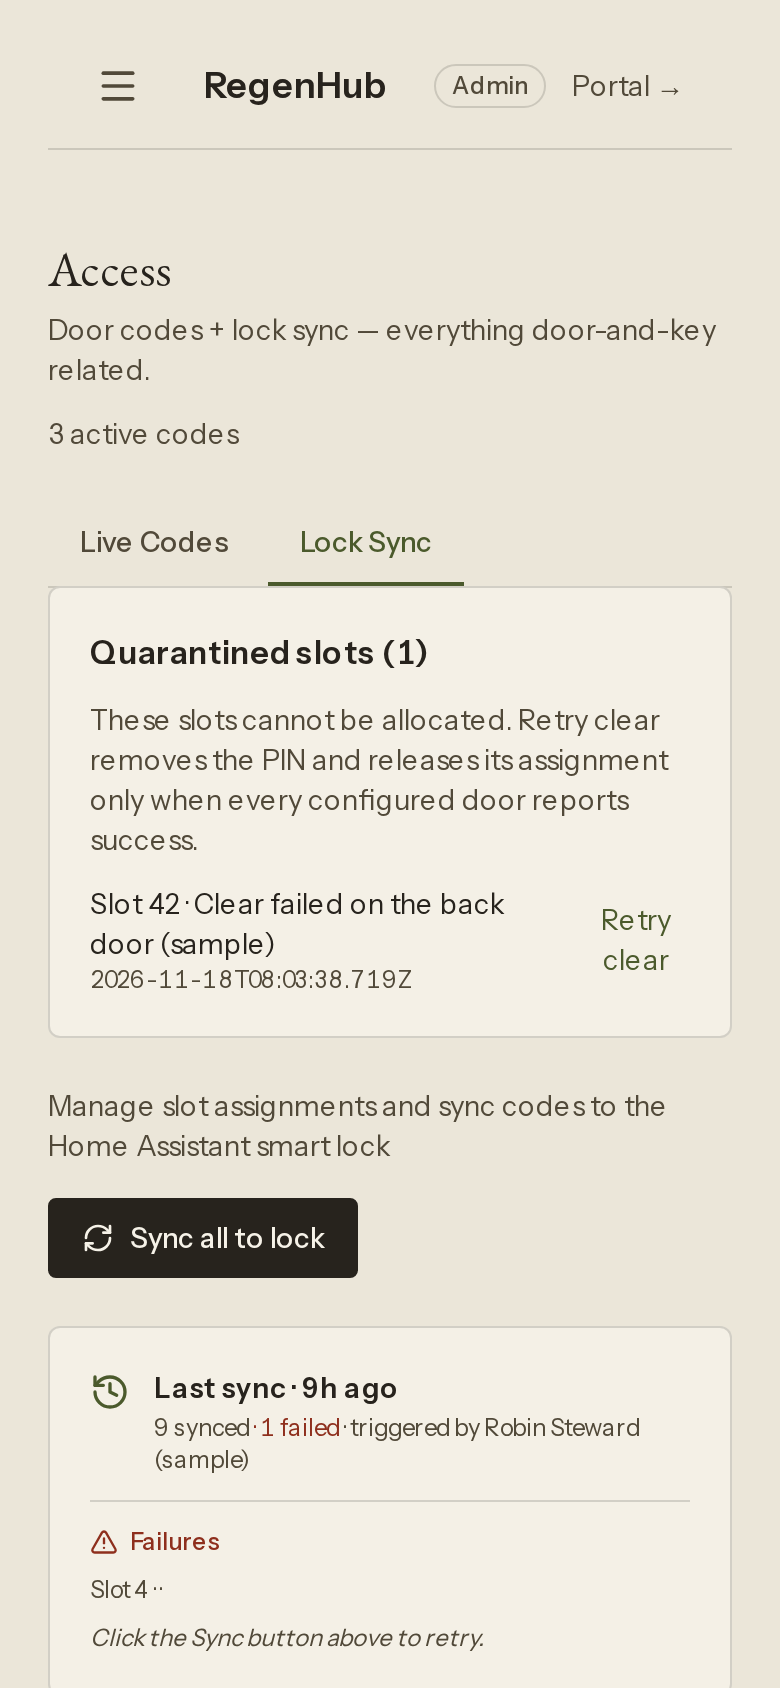 RegenHub Admin Portal →
Access
Door codes + lock sync — everything door-and-key
related.
3 active codes
Live Codes Lock Sync
Quarantined slots (1)
These slots cannot be allocated. Retry clear
removes the PIN and releases its assignment
only when every configured door reports
success.
Slot 42 · Clear failed on the back
door (sample)
2026-11-18T08:03:38.719Z
Retry
clear
Manage slot assignments and sync codes to the
Home Assistant smart lock
Sync all to lock
Last sync · 9h ago
9 synced · 1 failed · triggered by Robin Steward
(sample)
Failures
Slot 4 · ·
Click the Sync button above to retry.